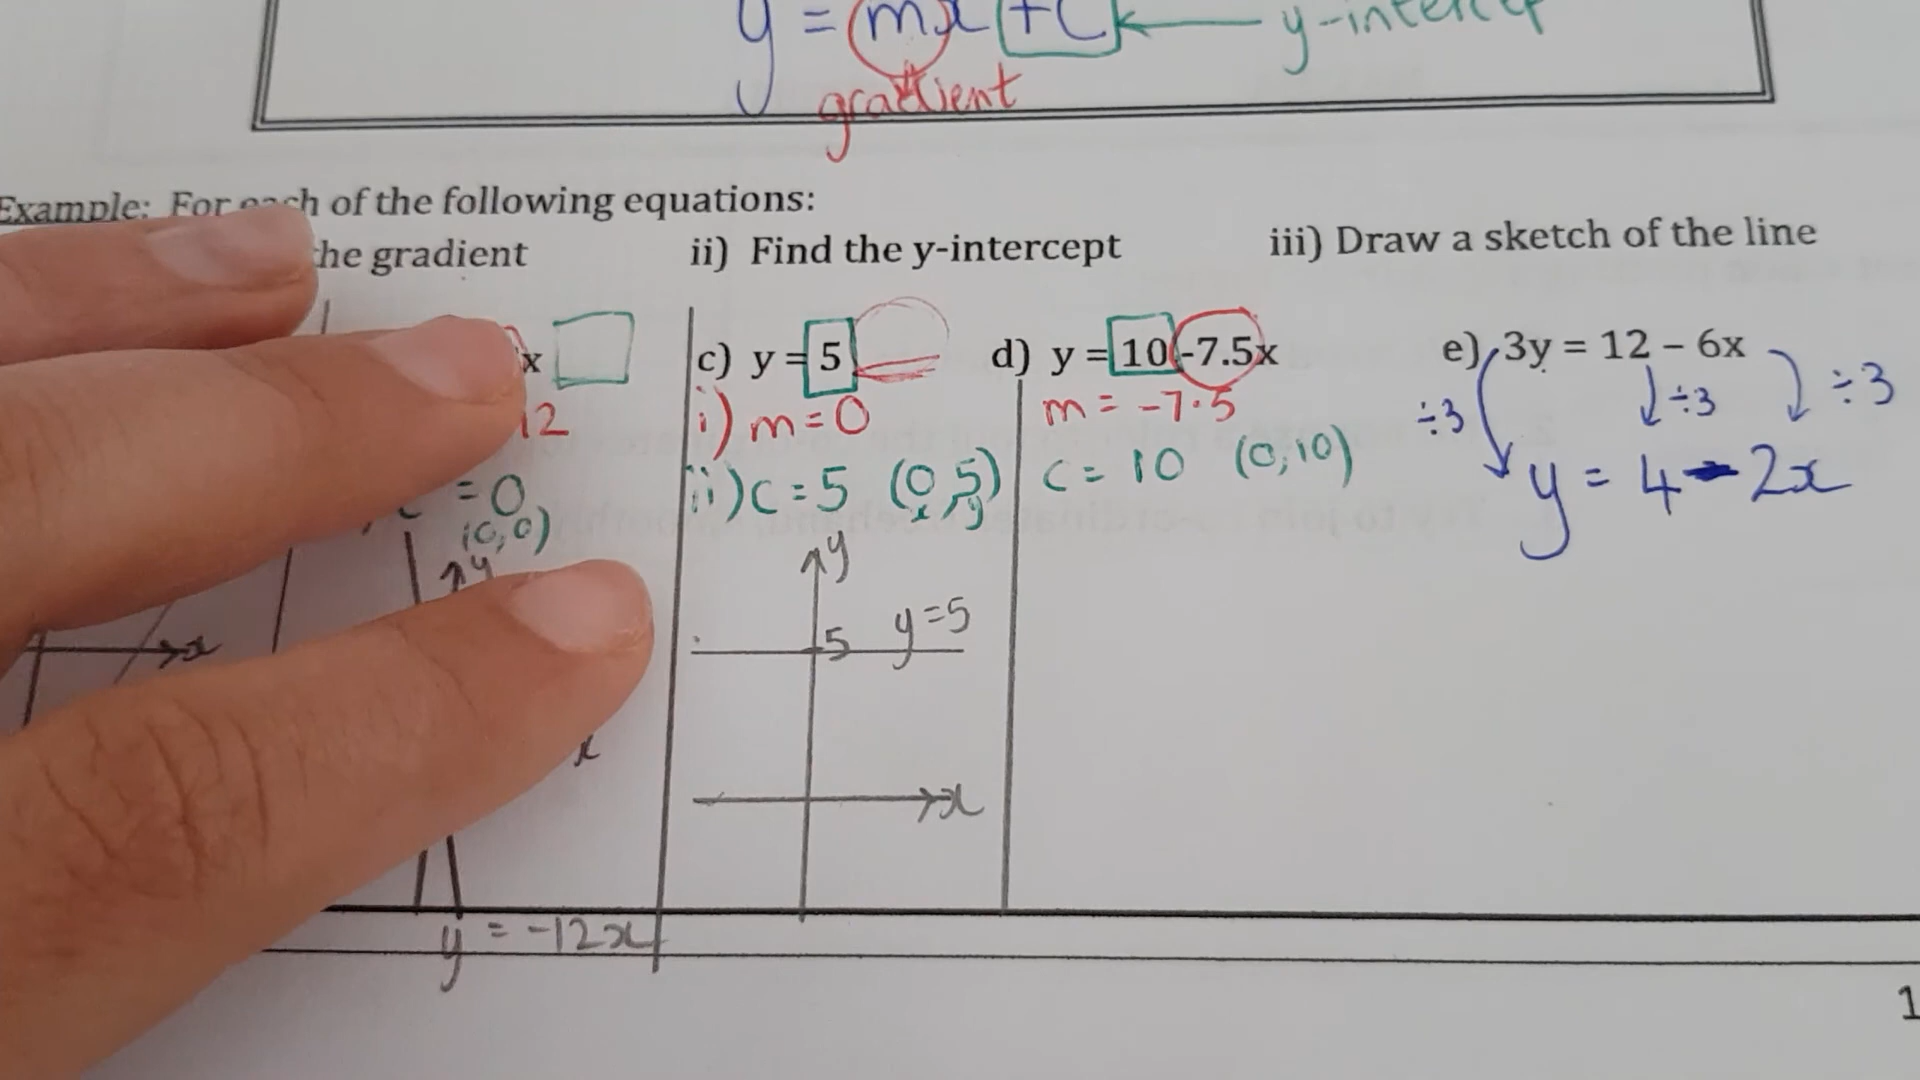 y = mx + c ← y-intercept
gradient
Example: For each of the following equations:
the gradient
ii) Find the y-intercept
iii) Draw a sketch of the line
x
12
= 0
(0,0)
y
x
x
y = -12x
c) y = 5
i) m = 0
ii) c = 5 (0,5)
x y
y
5 y = 5
x
d) y = 10 -7.5x
m = -7.5
c = 10 (0,10)
e) 3y = 12 – 6x
÷3 ÷3 ÷3
y = 4 - 2x
1